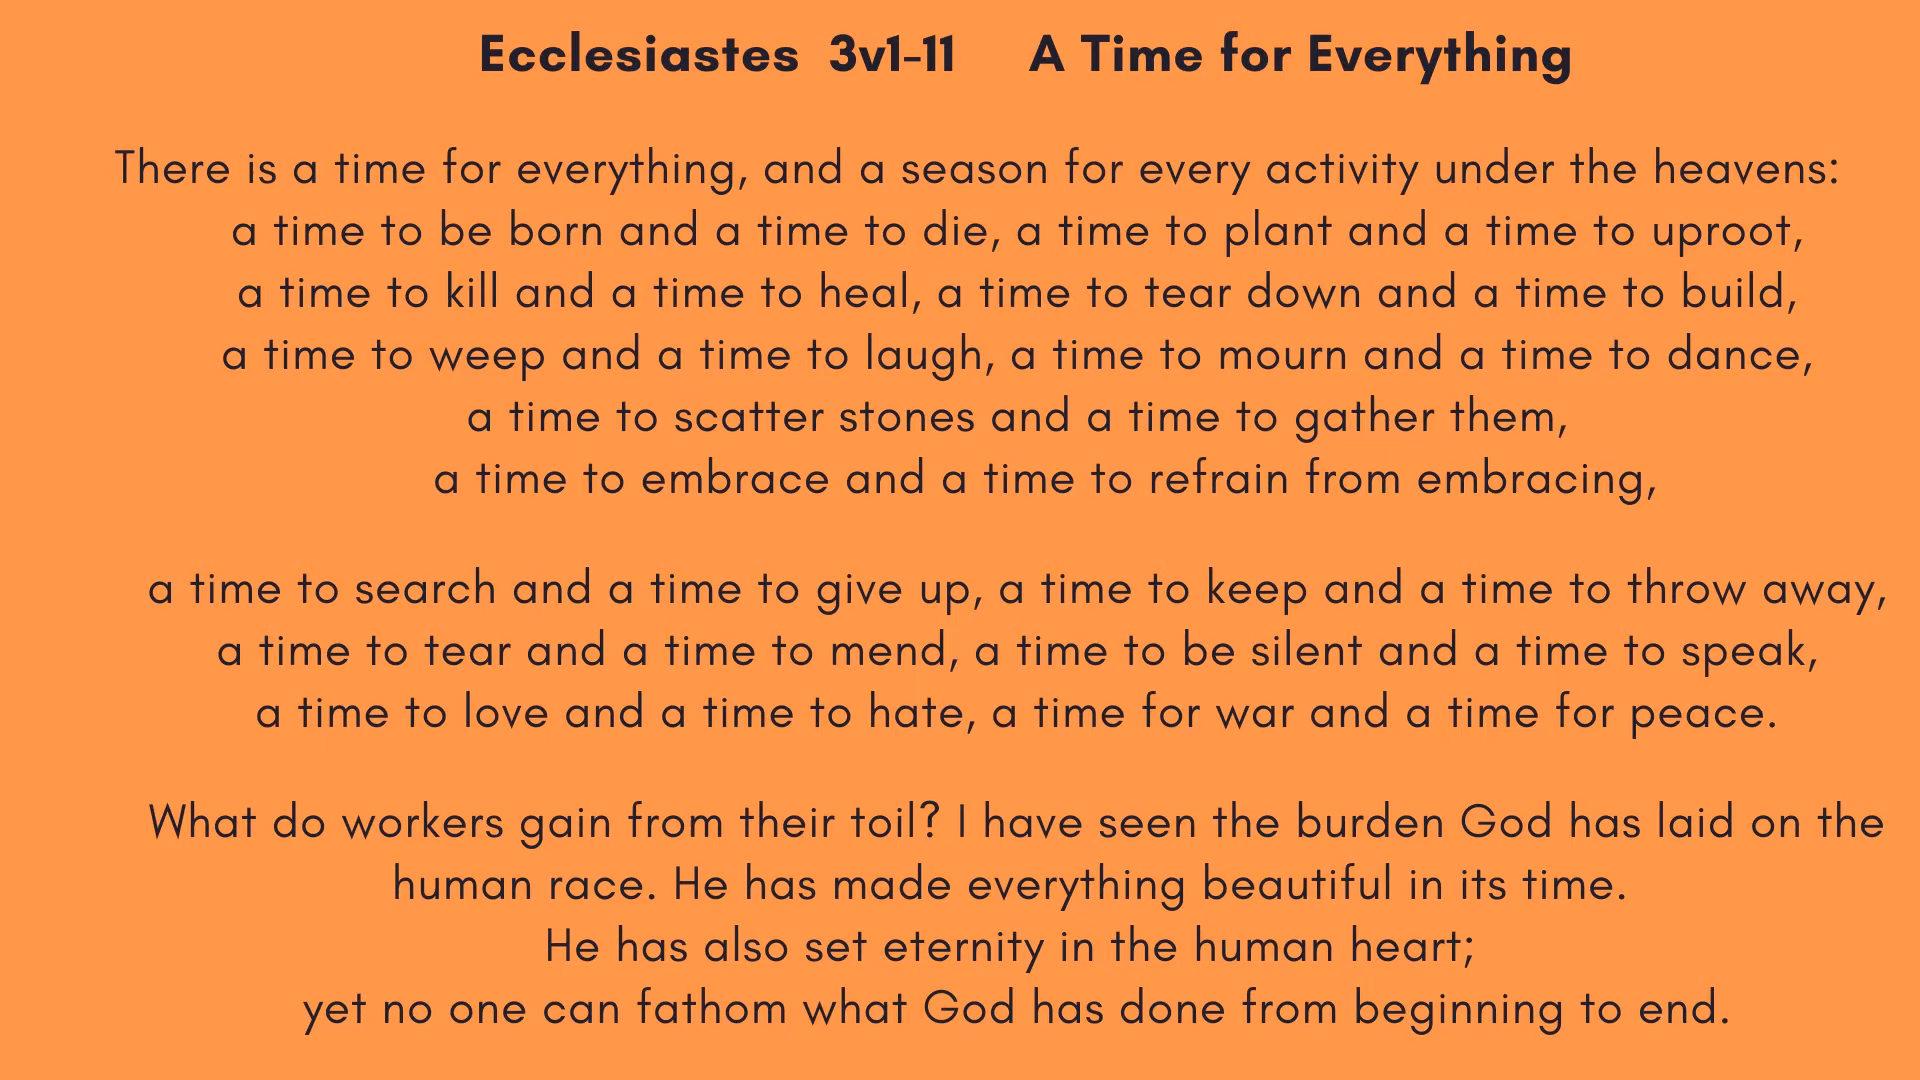 Ecclesiastes 3v1-11 A Time for Everything
There is a time for everything, and a season for every activity under the heavens:
a time to be born and a time to die, a time to plant and a time to uproot,
a time to kill and a time to heal, a time to tear down and a time to build,
a time to weep and a time to laugh, a time to mourn and a time to dance,
a time to scatter stones and a time to gather them,
a time to embrace and a time to refrain from embracing,
a time to search and a time to give up, a time to keep and a time to throw away,
a time to tear and a time to mend, a time to be silent and a time to speak,
a time to love and a time to hate, a time for war and a time for peace.
What do workers gain from their toil? I have seen the burden God has laid on the
human race. He has made everything beautiful in its time.
He has also set eternity in the human heart;
yet no one can fathom what God has done from beginning to end.